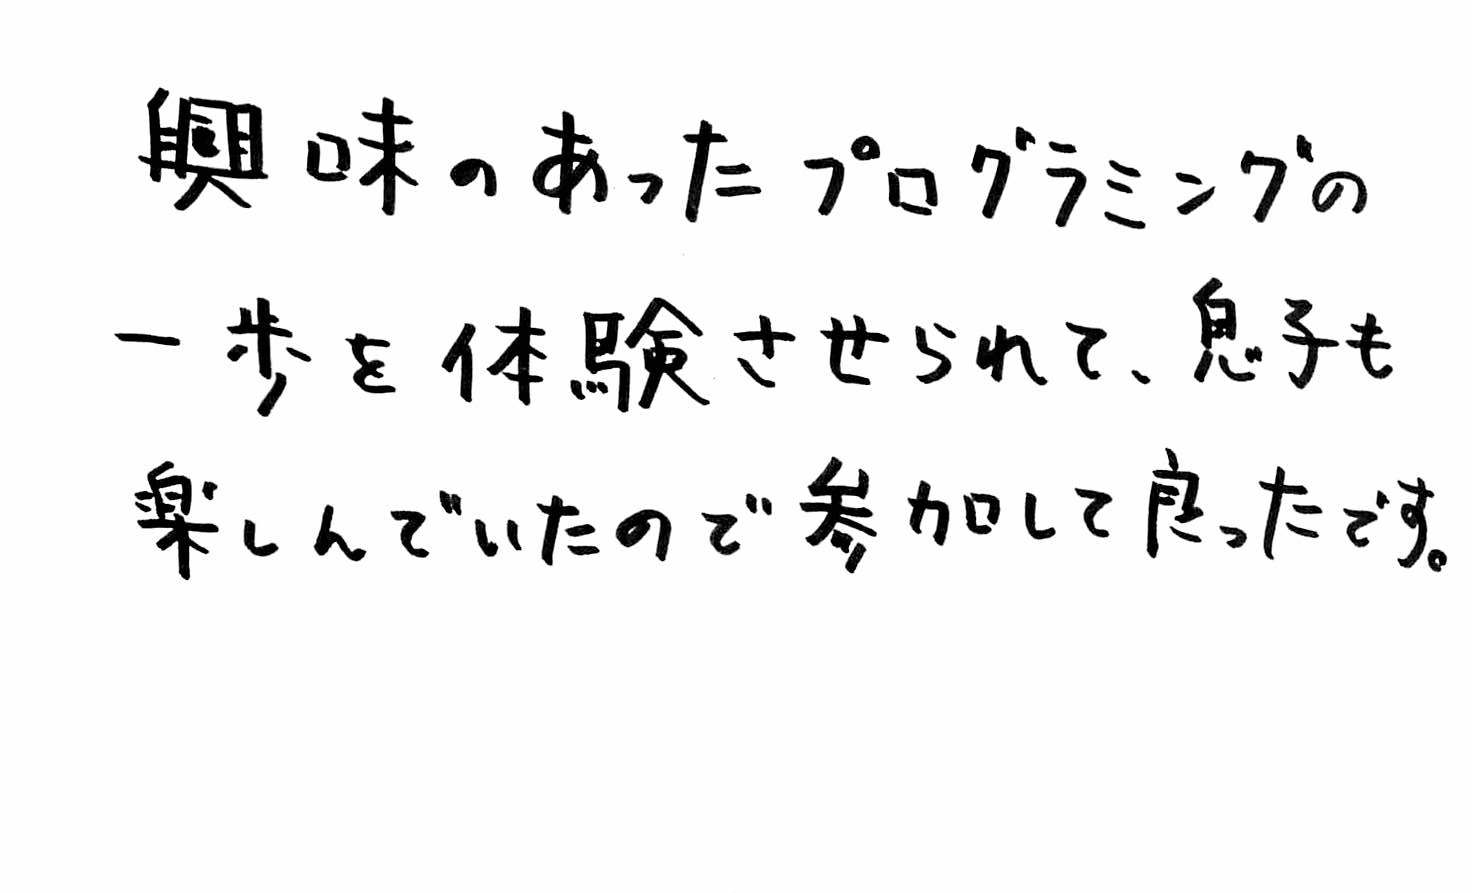 興味のあったプログラミングの
一歩を体験させられて、息子も
楽しんでいたので参加して良ったです。